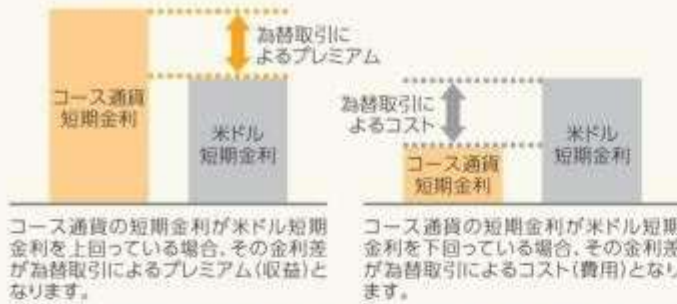 為替取引に
よるプレミアム
コース通貨
短期金利
米ドル
短期金利
コース通貨の短期金利が米ドル短期
金利を上回っている場合、その金利差
が為替取引によるプレミアム(収益)と
なります。
為替取引に
よるコスト
コース通貨
短期金利
米ドル
短期金利
コース通貨の短期金利が米ドル短期
金利を下回っている場合、その金利差
が為替取引によるコスト(費用)となり
ます。